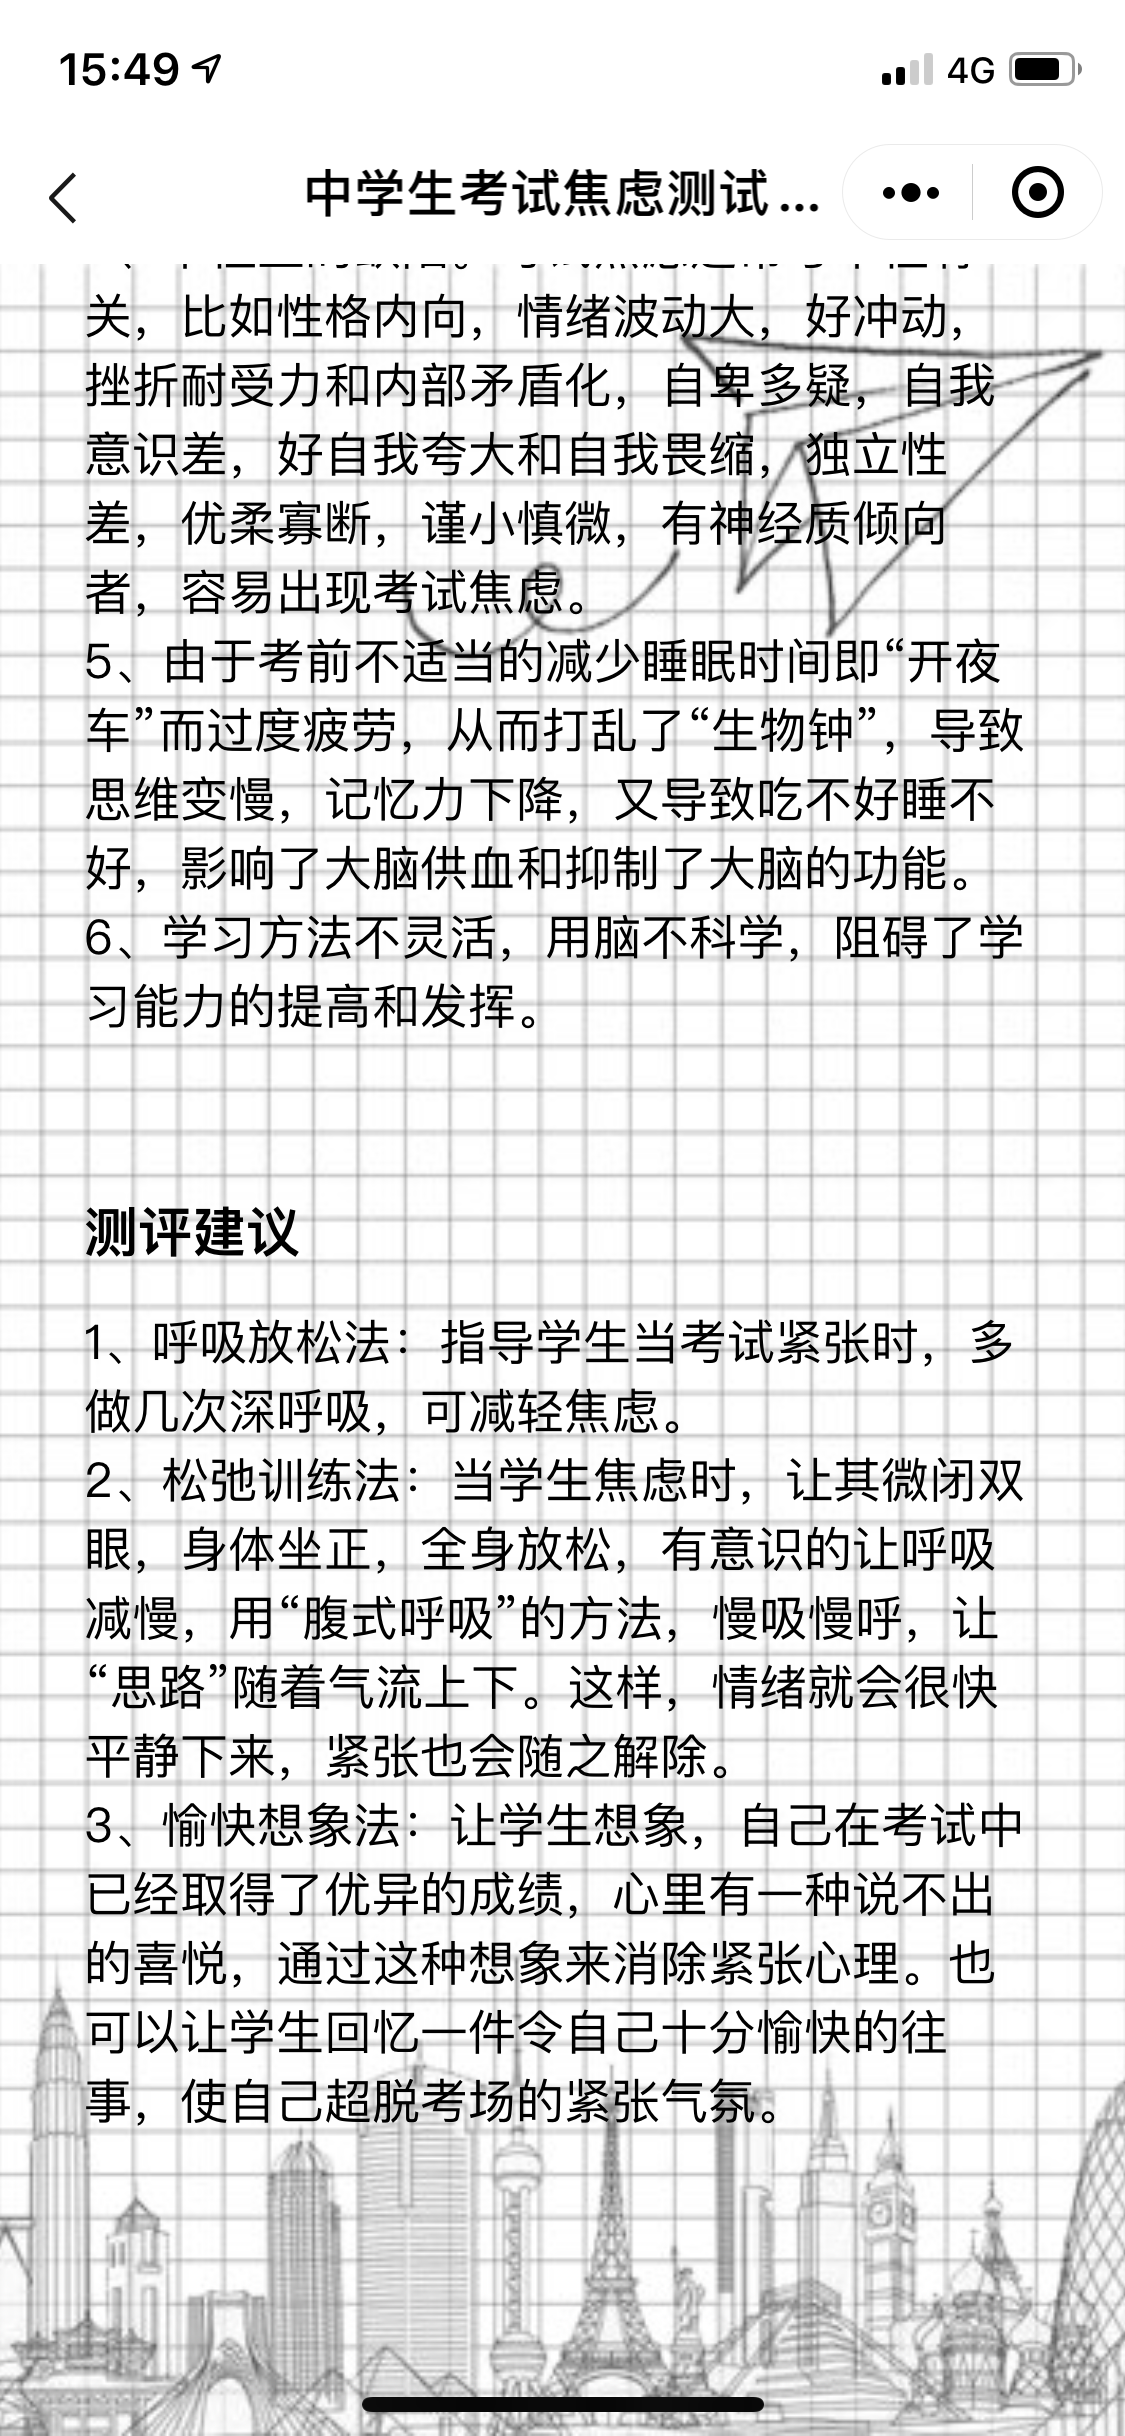 15:49
4G
中学生考试焦虑测试...
关，比如性格内向，情绪波动大，好冲动，
挫折耐受力和内部矛盾化，自卑多疑，自我
意识差，好自我夸大和自我畏缩，独立性
差，优柔寡断，谨小慎微，有神经质倾向
者，容易出现考试焦虑。
5、由于考前不适当的减少睡眠时间即“开夜
车”而过度疲劳，从而打乱了“生物钟”，导致
思维变慢，记忆力下降，又导致吃不好睡不
好，影响了大脑供血和抑制了大脑的功能。
6、学习方法不灵活，用脑不科学，阻碍了学
习能力的提高和发挥。
测评建议
1、呼吸放松法：指导学生当考试紧张时，多
做几次深呼吸，可减轻焦虑。
2、松弛训练法：当学生焦虑时，让其微闭双
眼，身体坐正，全身放松，有意识的让呼吸
减慢，用“腹式呼吸”的方法，慢吸慢呼，让
“思路”随着气流上下。这样，情绪就会很快
平静下来，紧张也会随之解除。
3、愉快想象法：让学生想象，自己在考试中
已经取得了优异的成绩，心里有一种说不出
的喜悦，通过这种想象来消除紧张心理。也
可以让学生回忆一件令自己十分愉快的往
事，使自己超脱考场的紧张气氛。